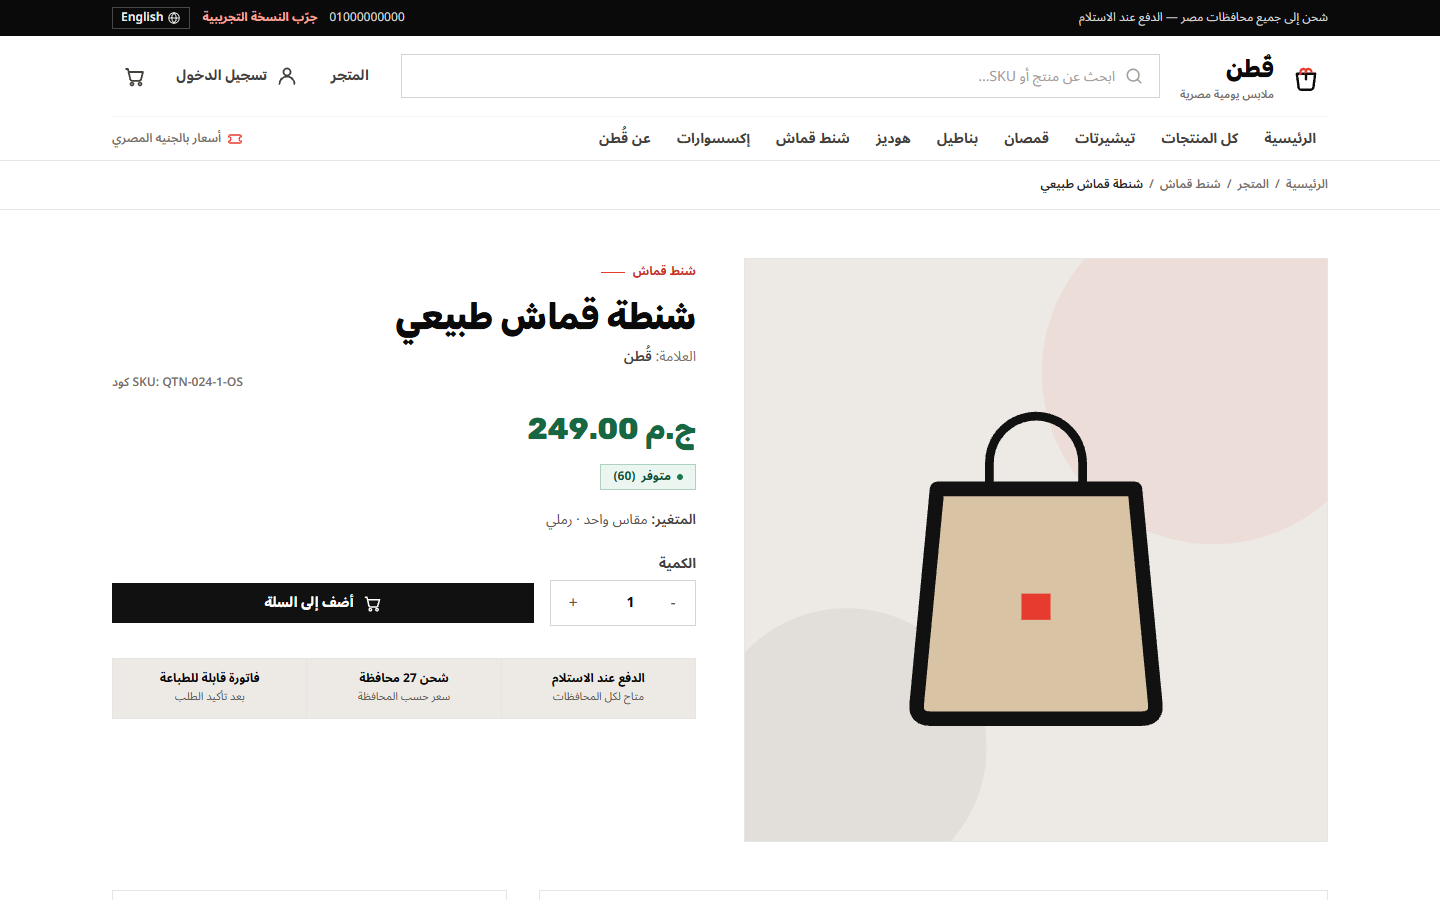 شحن إلى جميع محافظات مصر — الدفع عند الاستلام
01000000000
جرّب النسخة التجريبية
English
قُطن
ملابس يومية مصرية
ابحث عن منتج أو SKU...
المتجر
تسجيل الدخول
الرئيسية
كل المنتجات
تيشيرتات
قمصان
بناطيل
هوديز
شنط قماش
إكسسوارات
عن قُطن
أسعار بالجنيه المصري
الرئيسية / المتجر / شنط قماش / شنطة قماش طبيعي
شنط قماش
شنطة قماش طبيعي
العلامة: قُطن
كود SKU: QTN-024-1-OS
ج.م 249.00
متوفر (60)
المتغير: مقاس واحد · رملي
الكمية
- 1 +
أضف إلى السلة
الدفع عند الاستلام
متاح لكل المحافظات
شحن 27 محافظة
سعر حسب المحافظة
فاتورة قابلة للطباعة
بعد تأكيد الطلب